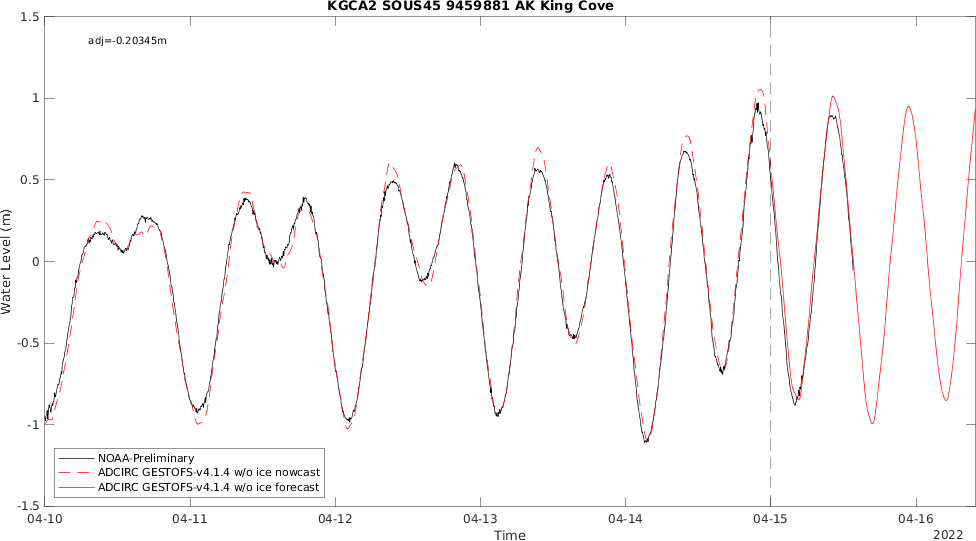 KGCA2 SOUS45 9459881 AK King Cove
adj=-0.20345m
1.5
1
0.5
0
-0.5
-1
-1.5
Water Level (m)
NOAA-Preliminary
ADCIRC GESTOFS-v4.1.4 w/o ice nowcast
ADCIRC GESTOFS-v4.1.4 w/o ice forecast
04-10 04-11 04-12 04-13 04-14 04-15 04-16
Time
2022